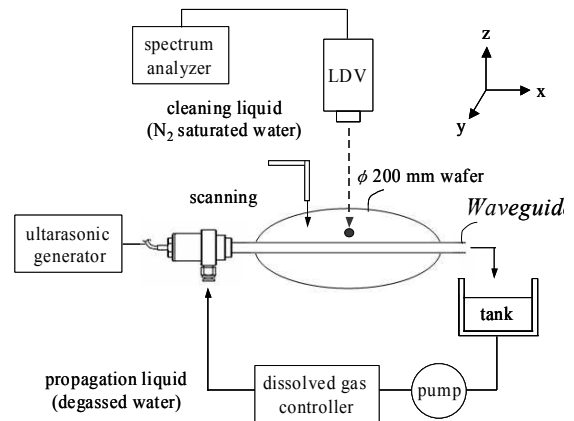 spectrum
analyzer
LDV
z
x
y
cleaning liquid
(N2 saturated water)
ϕ 200 mm wafer
scanning
Waveguide
ultarasonic
generator
tank
propagation liquid
(degassed water)
dissolved gas
controller
pump